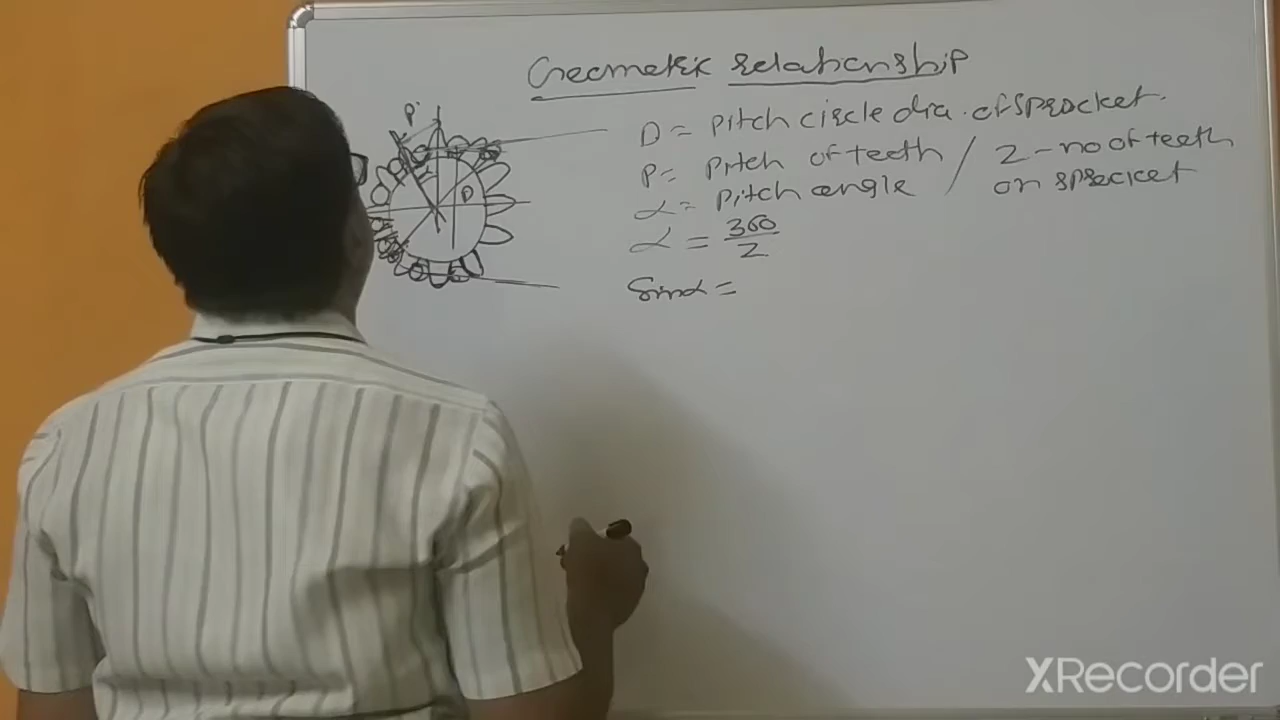 Geometric relationship
P
D = pitch circle dia. of sprocket.
P = pitch of teeth / Z - no of teeth
α = pitch angle / on sprocket
α = 360/Z
Sinα =
D
XRecorder